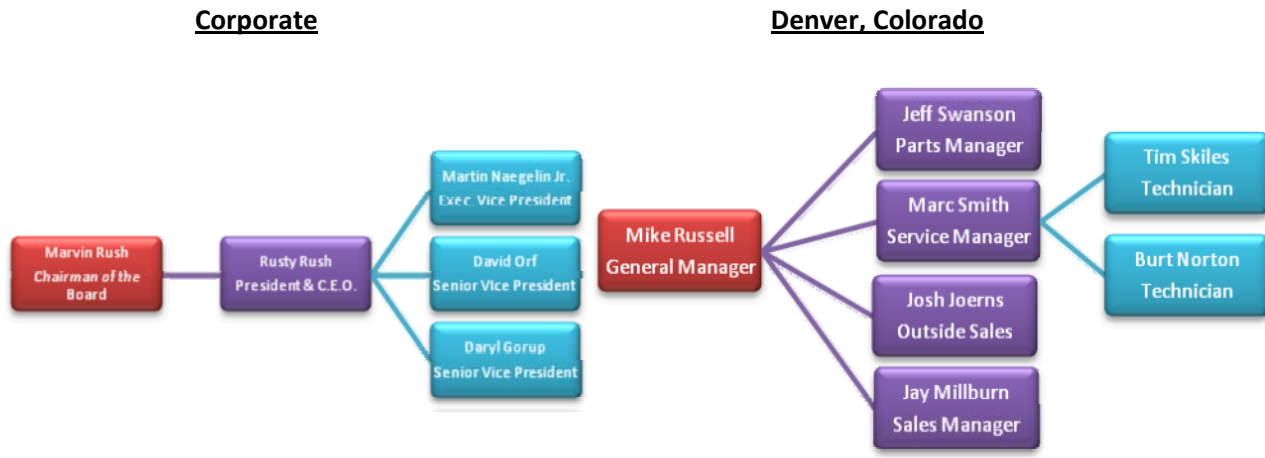 Corporate
Marvin Rush
Chairman of the
Board
Rusty Rush
President & C.E.O.
Martin Naegelin Jr.
Exec. Vice President
David Orf
Senior Vice President
Daryl Gorup
Senior Vice President
Denver, Colorado
Mike Russell
General Manager
Jeff Swanson
Parts Manager
Marc Smith
Service Manager
Josh Joerns
Outside Sales
Jay Millburn
Sales Manager
Tim Skiles
Technician
Burt Norton
Technician